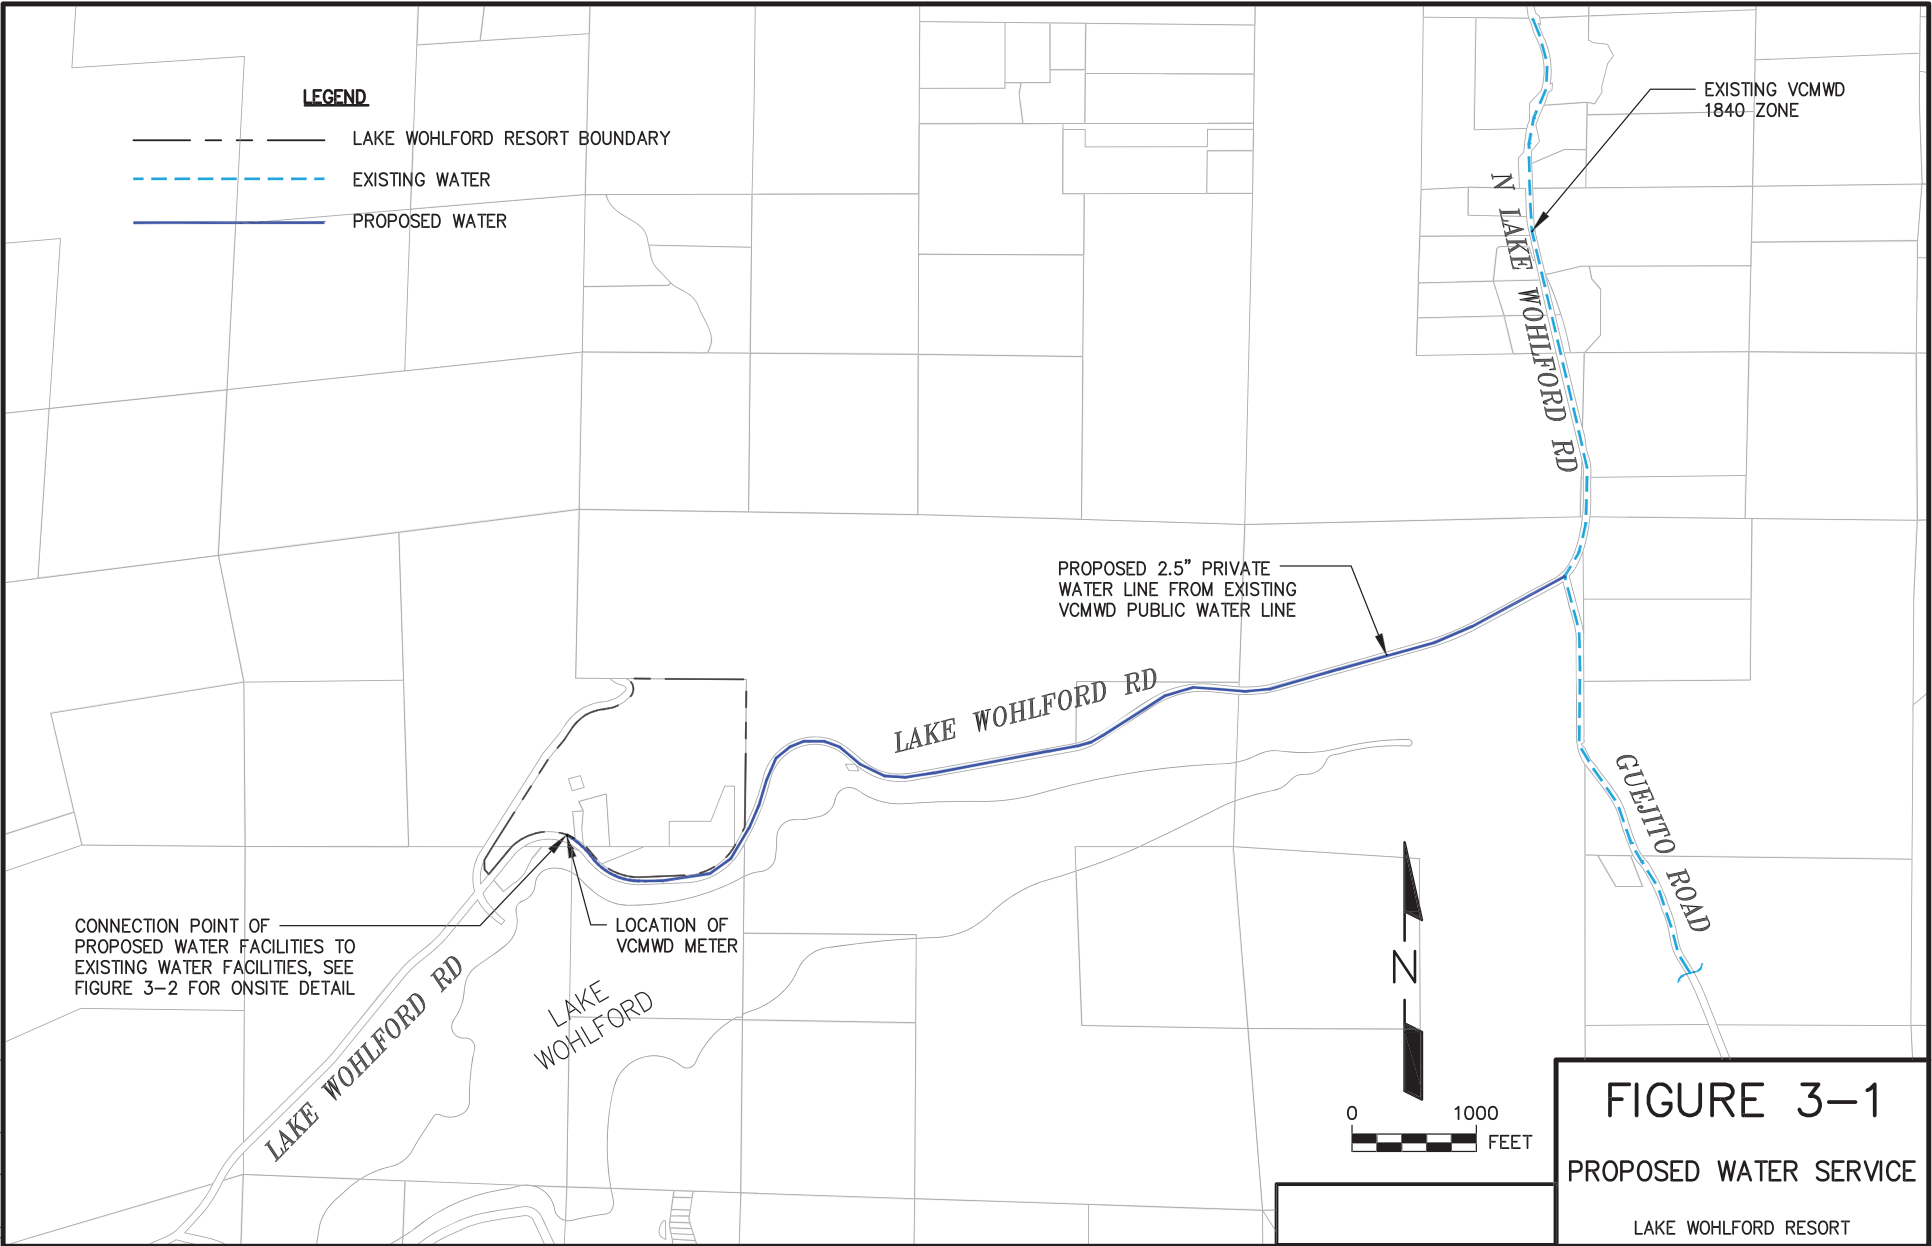 LEGEND
LAKE WOHLFORD RESORT BOUNDARY
EXISTING WATER
PROPOSED WATER
EXISTING VCMWD
1840 ZONE
N LAKE WOHLFORD RD
PROPOSED 2.5” PRIVATE
WATER LINE FROM EXISTING
VCMWD PUBLIC WATER LINE
LAKE WOHLFORD RD
GUEJITO ROAD
CONNECTION POINT OF
PROPOSED WATER FACILITIES TO
EXISTING WATER FACILITIES, SEE
FIGURE 3-2 FOR ONSITE DETAIL
LOCATION OF
VCMWD METER
LAKE
WOHLFORD
LAKE WOHLFORD RD
N
0 1000
FEET
FIGURE 3-1
PROPOSED WATER SERVICE
LAKE WOHLFORD RESORT